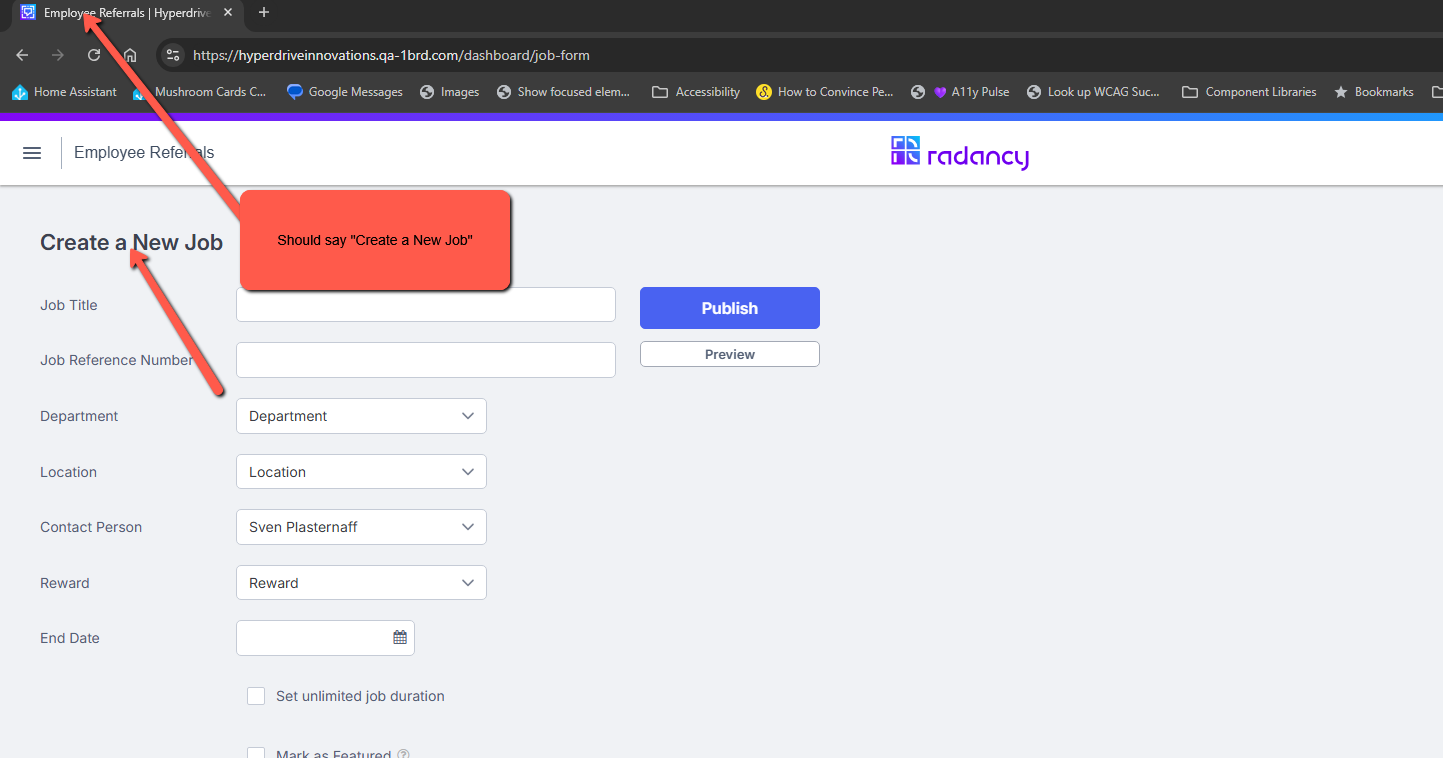 Employee Referrals | Hyperdrive
https://hyperdriveinnovations.qa-1brd.com/dashboard/job-form
Home Assistant
Mushroom Cards C...
Google Messages
Images
Show focused elem...
Accessibility
How to Convince Pe...
A11y Pulse
Look up WCAG Suc...
Component Libraries
Bookmarks
Employee Referrals
radancy
Create a New Job
Should say "Create a New Job"
Job Title
Publish
Job Reference Number
Preview
Department
Department
Location
Location
Contact Person
Sven Plasternaff
Reward
Reward
End Date
Set unlimited job duration
Mark as Featured ?